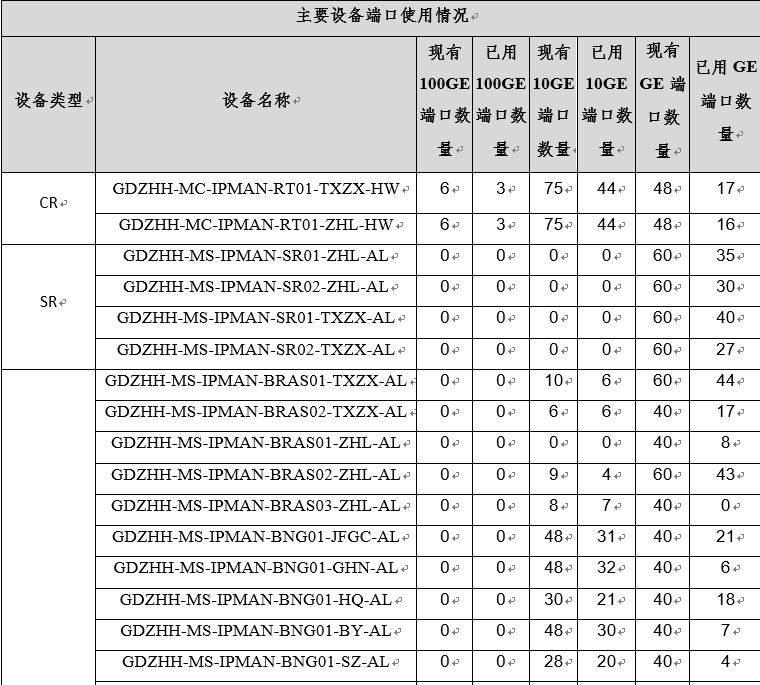 主要设备端口使用情况
设备类型 设备名称 现有100GE端口数量 已用100GE端口数量 现有10GE端口数量 已用10GE端口数量 现有GE端口数量 已用GE端口数量
CR GDZHH-MC-IPMAN-RT01-TXZX-HW 6 3 75 44 48 17
GDZHH-MC-IPMAN-RT01-ZHL-HW 6 3 75 44 48 16
SR GDZHH-MS-IPMAN-SR01-ZHL-AL 0 0 0 0 60 35
GDZHH-MS-IPMAN-SR02-ZHL-AL 0 0 0 0 60 30
GDZHH-MS-IPMAN-SR01-TXZX-AL 0 0 0 0 60 40
GDZHH-MS-IPMAN-SR02-TXZX-AL 0 0 0 0 60 27
GDZHH-MS-IPMAN-BRAS01-TXZX-AL 0 0 10 6 60 44
GDZHH-MS-IPMAN-BRAS02-TXZX-AL 0 0 6 6 40 17
GDZHH-MS-IPMAN-BRAS01-ZHL-AL 0 0 0 0 40 8
GDZHH-MS-IPMAN-BRAS02-ZHL-AL 0 0 9 4 60 43
GDZHH-MS-IPMAN-BRAS03-ZHL-AL 0 0 8 7 40 0
GDZHH-MS-IPMAN-BNG01-JFGC-AL 0 0 48 31 40 21
GDZHH-MS-IPMAN-BNG01-GHN-AL 0 0 48 32 40 6
GDZHH-MS-IPMAN-BNG01-HQ-AL 0 0 30 21 40 18
GDZHH-MS-IPMAN-BNG01-BY-AL 0 0 48 30 40 7
GDZHH-MS-IPMAN-BNG01-SZ-AL 0 0 28 20 40 4